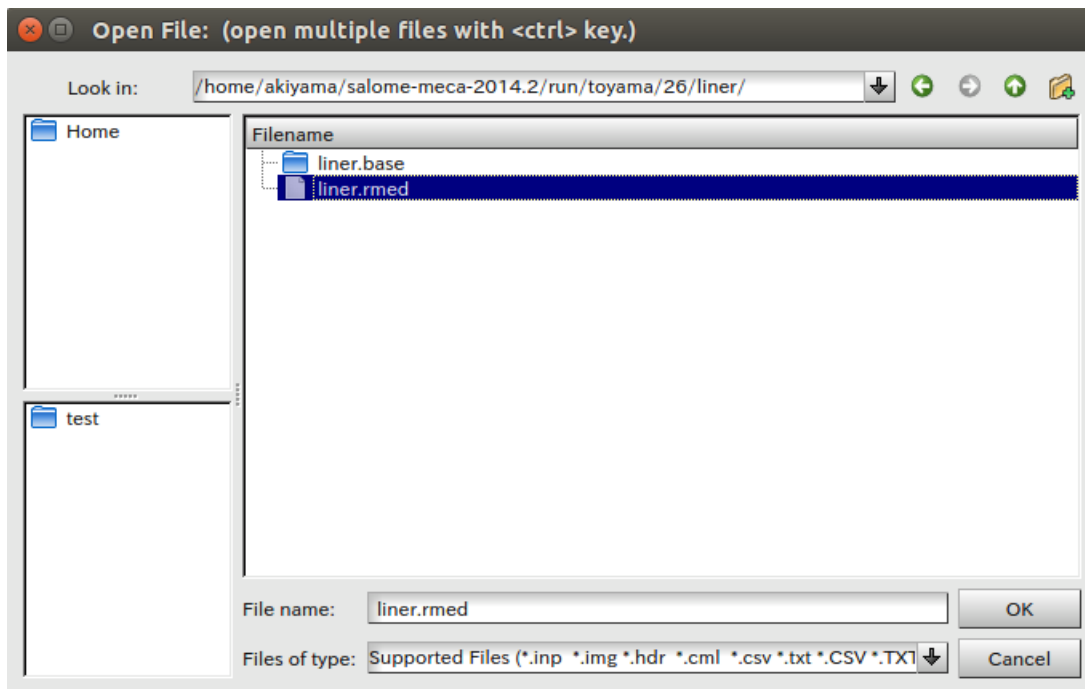 Open File: (open multiple files with <ctrl> key.)
Look in: /home/akiyama/salome-meca-2014.2/run/toyama/26/liner/
Home
Filename
liner.base
liner.rmed
test
File name: liner.rmed OK
Files of type: Supported Files (*.inp *.img *.hdr *.cml *.csv *.txt *.CSV *.TXT Cancel